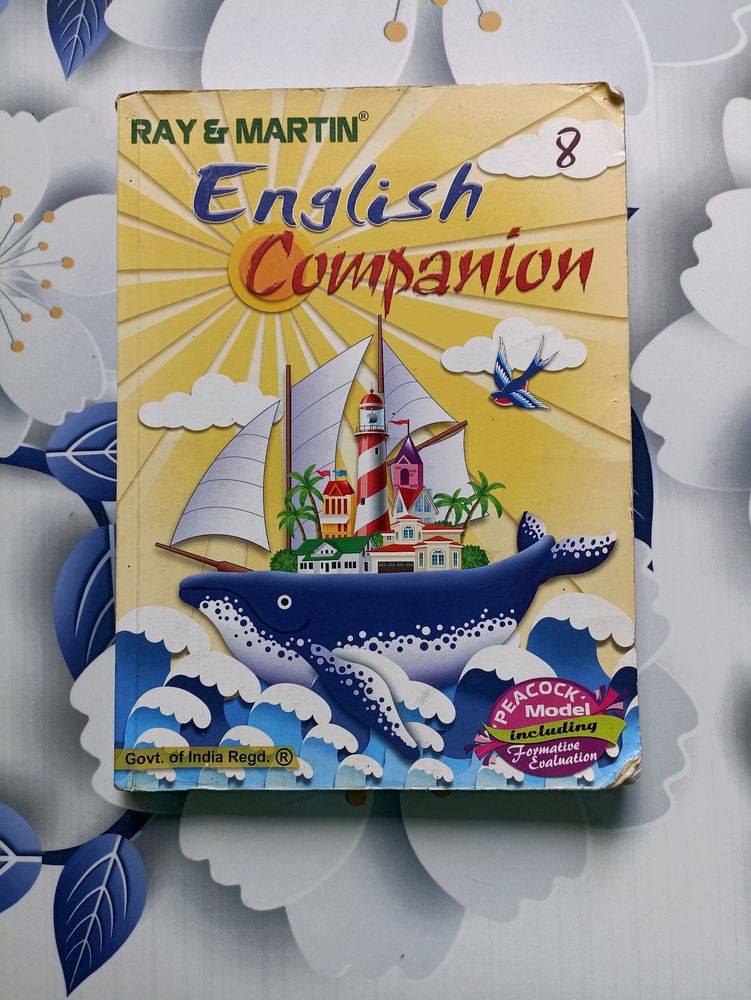 RAY & MARTIN®
8
English
Companion
'PEACOCK'
Model
including
Formative
Evaluation
Govt. of India Regd. ®